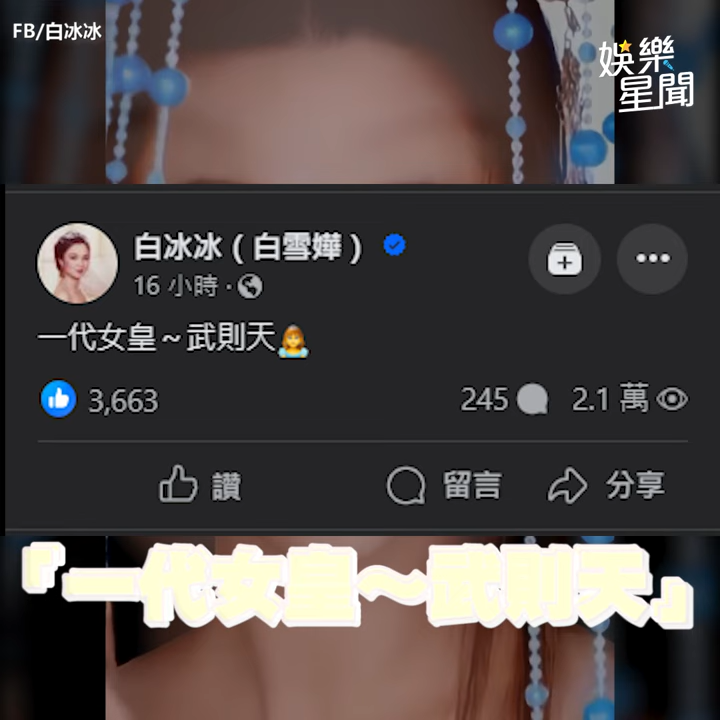 FB/白冰冰
娛樂
星聞
白冰冰（白雪嬅）
16 小時 ·
一代女皇～武則天
3,663
245
2.1 萬
讚
留言
分享
『一代女皇～武則天』